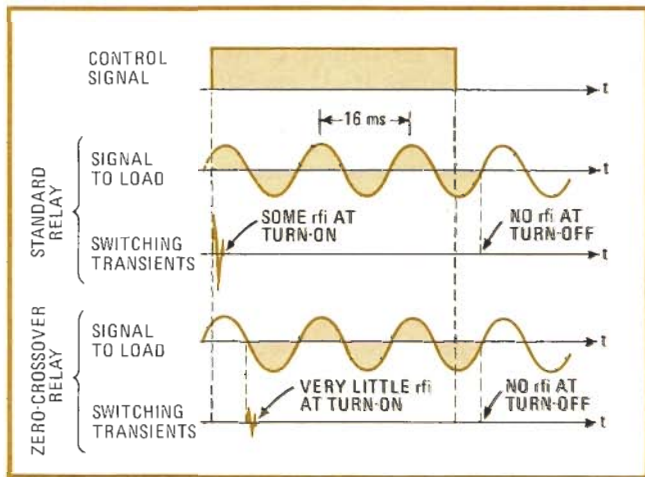 CONTROL
SIGNAL
t
16 ms
STANDARD
RELAY
SIGNAL
TO LOAD
t
SOME rfi AT
TURN-ON
NO rfi AT
TURN-OFF
SWITCHING
TRANSIENTS
t
ZERO-CROSSOVER
RELAY
SIGNAL
TO LOAD
t
VERY LITTLE rfi
AT TURN-ON
NO rfi AT
TURN-OFF
SWITCHING
TRANSIENTS
t